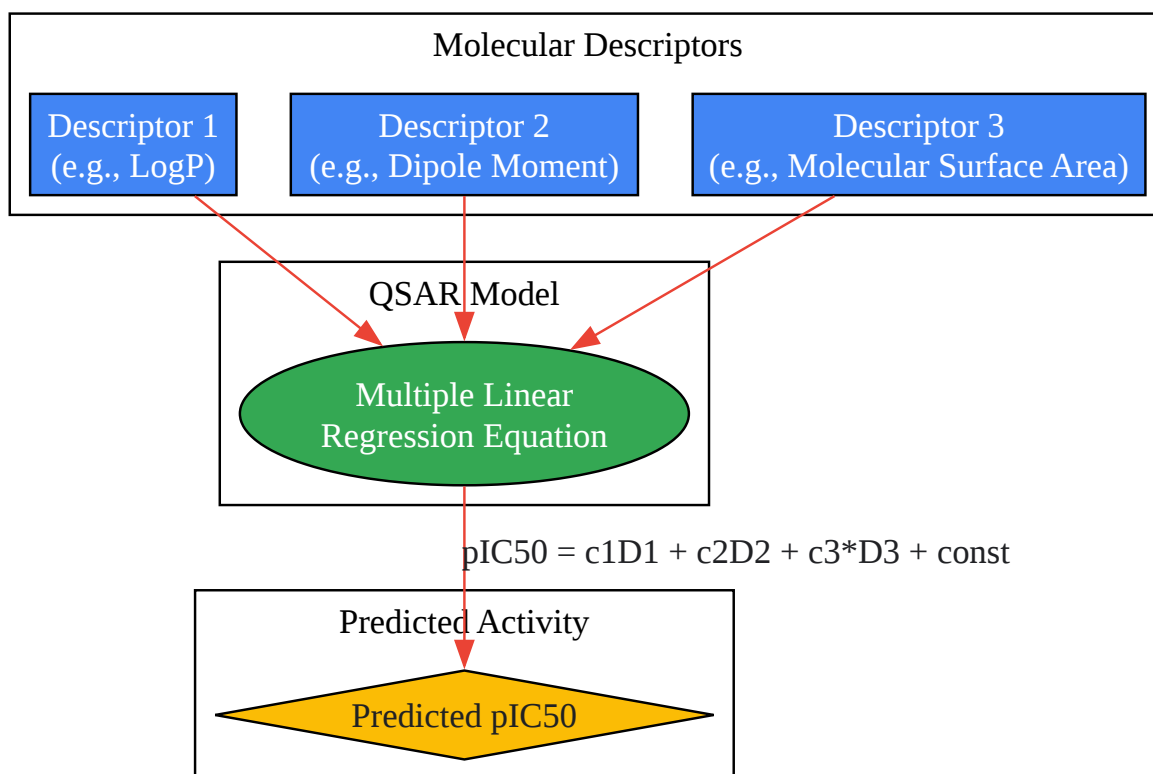 Molecular Descriptors
Descriptor 1
(e.g., LogP)
Descriptor 2
(e.g., Dipole Moment)
Descriptor 3
(e.g., Molecular Surface Area)
QSAR Model
Multiple Linear
Regression Equation
pIC50 = c1D1 + c2D2 + c3*D3 + const
Predicted Activity
Predicted pIC50